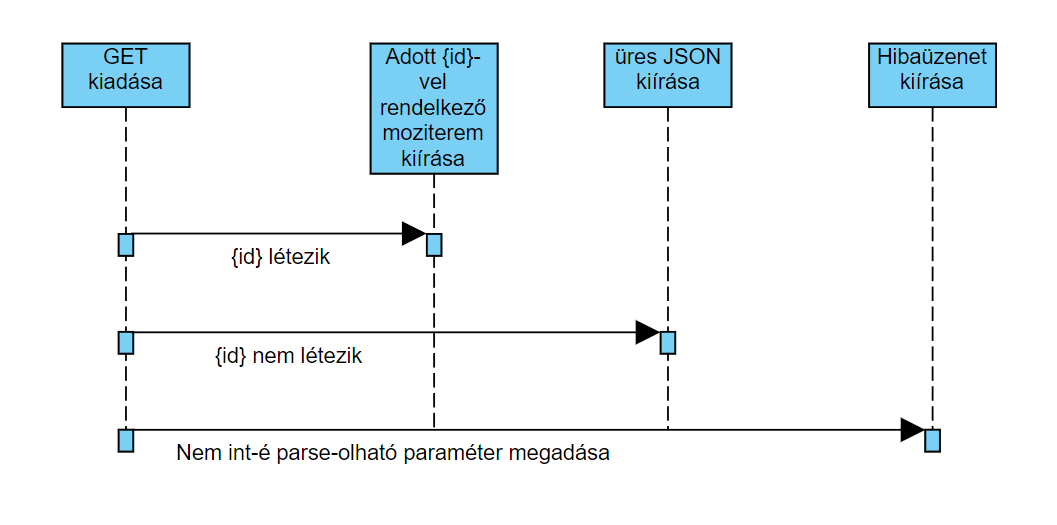 GET
kiadása
Adott {id}-
vel
rendelkező
moziterem
kiírása
üres JSON
kiírása
Hibaüzenet
kiírása
{id} létezik
{id} nem létezik
Nem int-é parse-olható paraméter megadása